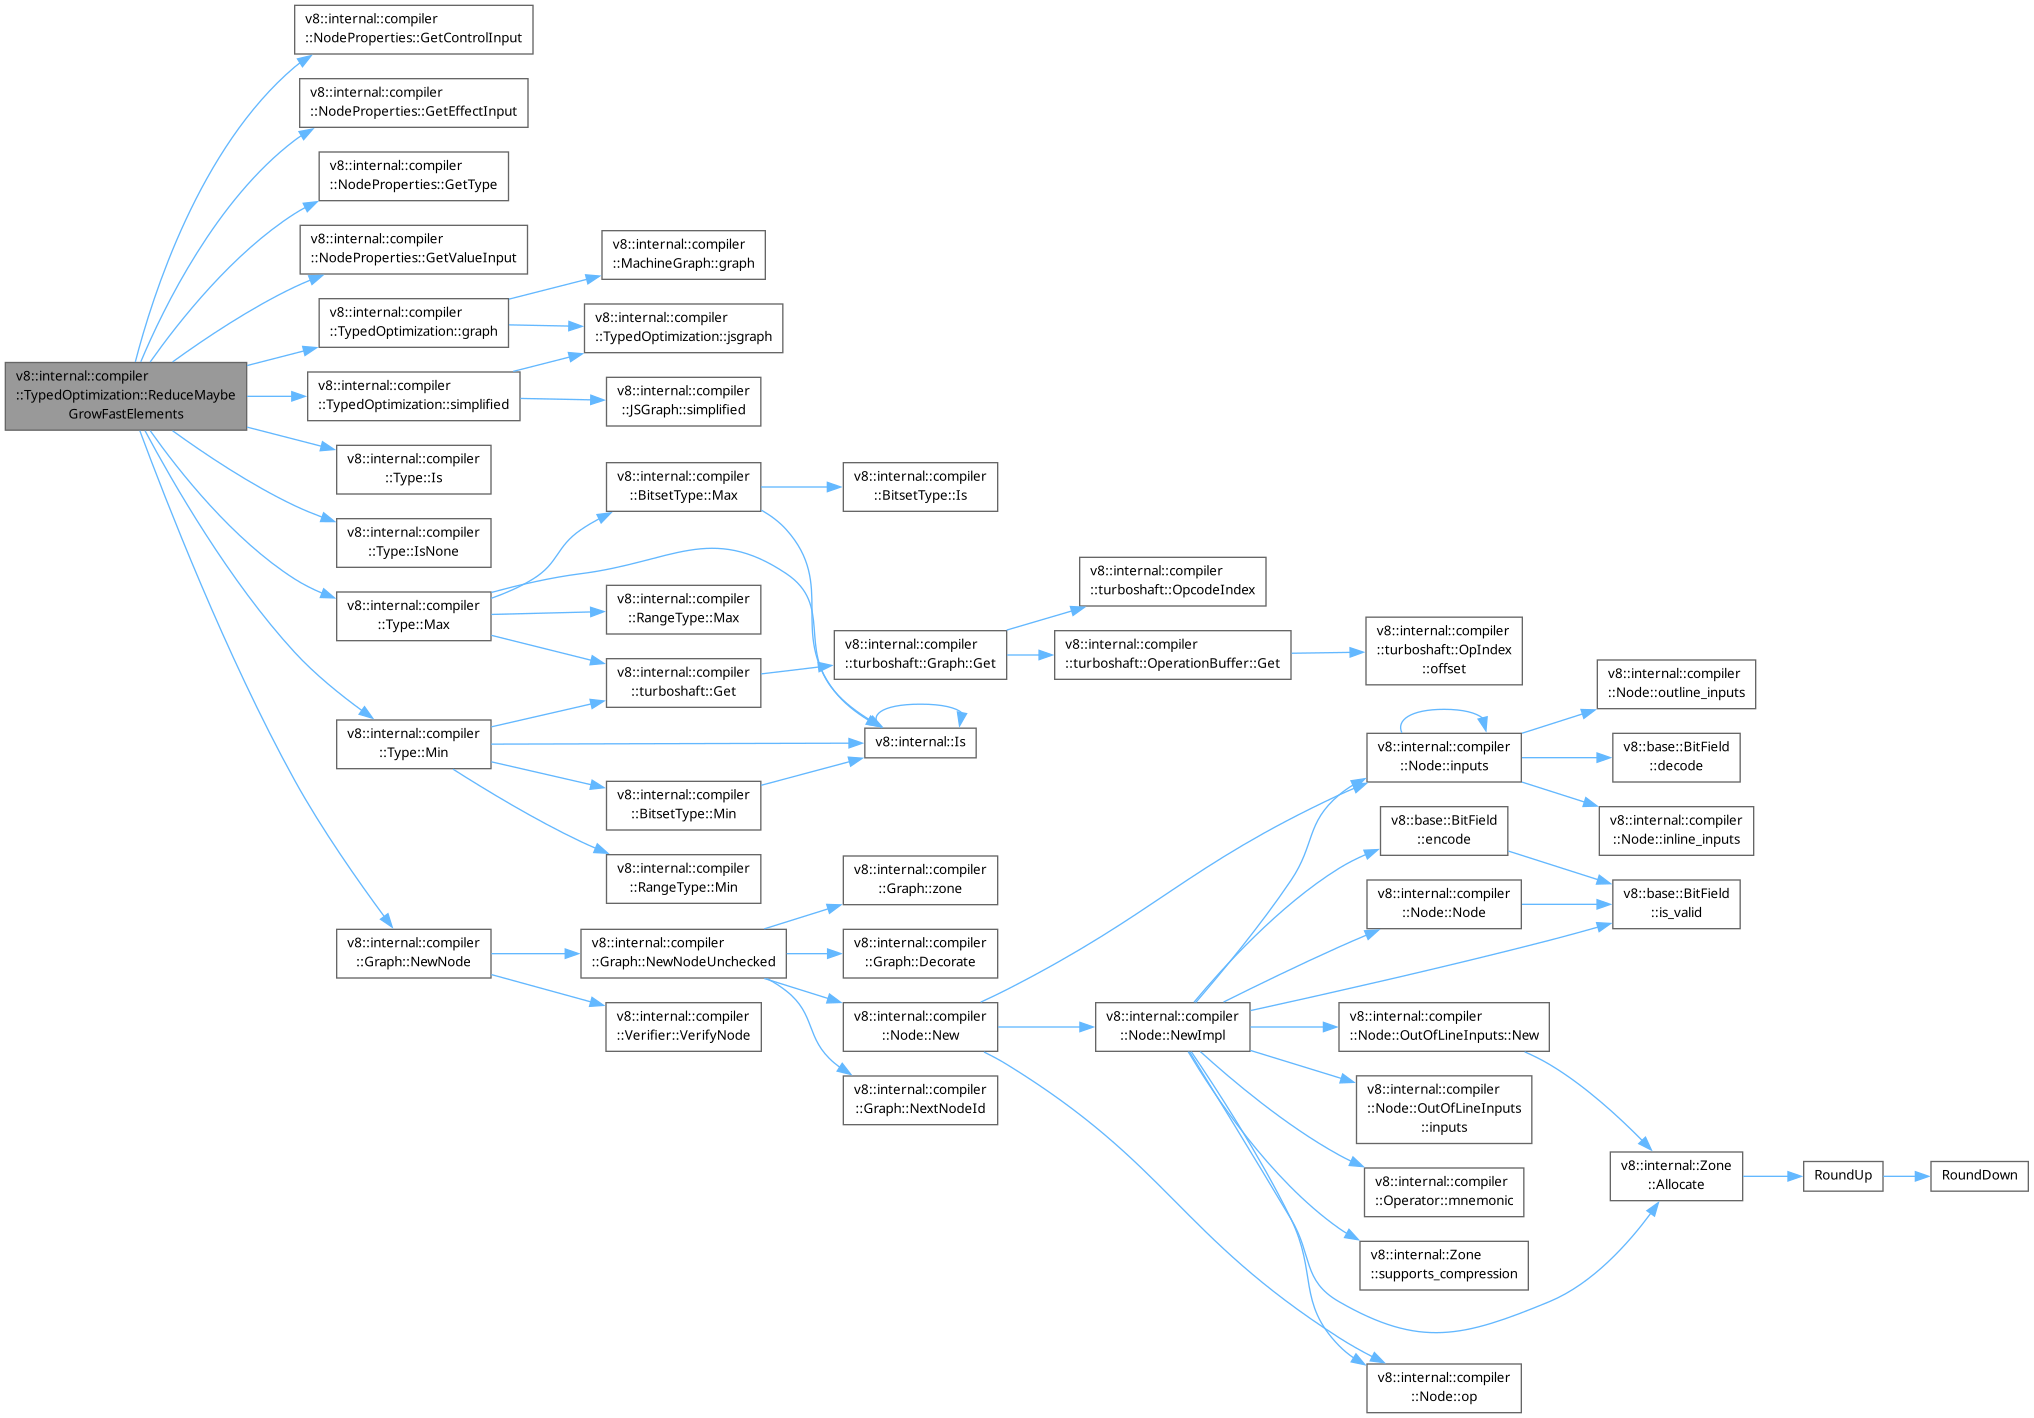 v8::internal::compiler
::TypedOptimization::ReduceMaybe
GrowFastElements
v8::internal::compiler
::NodeProperties::GetControlInput
v8::internal::compiler
::NodeProperties::GetEffectInput
v8::internal::compiler
::NodeProperties::GetType
v8::internal::compiler
::NodeProperties::GetValueInput
v8::internal::compiler
::TypedOptimization::graph
v8::internal::compiler
::MachineGraph::graph
v8::internal::compiler
::TypedOptimization::jsgraph
v8::internal::compiler
::TypedOptimization::simplified
v8::internal::compiler
::JSGraph::simplified
v8::internal::compiler
::Type::Is
v8::internal::compiler
::Type::IsNone
v8::internal::compiler
::Type::Max
v8::internal::compiler
::BitsetType::Max
v8::internal::compiler
::BitsetType::Is
v8::internal::compiler
::RangeType::Max
v8::internal::compiler
::turboshaft::Get
v8::internal::compiler
::turboshaft::Graph::Get
v8::internal::compiler
::turboshaft::OpcodeIndex
v8::internal::compiler
::turboshaft::OperationBuffer::Get
v8::internal::compiler
::turboshaft::OpIndex
::offset
v8::internal::Is
v8::internal::compiler
::Type::Min
v8::internal::compiler
::BitsetType::Min
v8::internal::compiler
::RangeType::Min
v8::internal::compiler
::Graph::NewNode
v8::internal::compiler
::Graph::NewNodeUnchecked
v8::internal::compiler
::Verifier::VerifyNode
v8::internal::compiler
::Graph::zone
v8::internal::compiler
::Graph::Decorate
v8::internal::compiler
::Node::New
v8::internal::compiler
::Graph::NextNodeId
v8::internal::compiler
::Node::NewImpl
v8::internal::compiler
::Node::inputs
v8::internal::compiler
::Node::outline_inputs
v8::base::BitField
::decode
v8::internal::compiler
::Node::inline_inputs
v8::base::BitField
::encode
v8::internal::compiler
::Node::Node
v8::base::BitField
::is_valid
v8::internal::compiler
::Node::OutOfLineInputs::New
v8::internal::compiler
::Node::OutOfLineInputs
::inputs
v8::internal::compiler
::Operator::mnemonic
v8::internal::Zone
::supports_compression
v8::internal::compiler
::Node::op
v8::internal::Zone
::Allocate
RoundUp
RoundDown